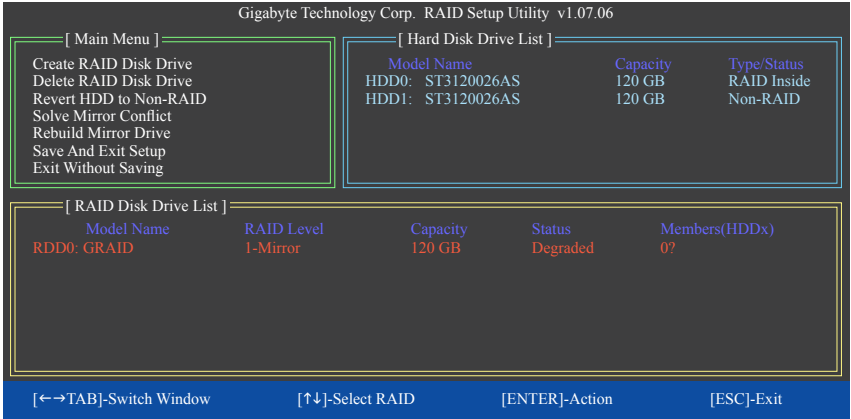 Gigabyte Technology Corp. RAID Setup Utility v1.07.06
[ Main Menu ]
Create RAID Disk Drive
Delete RAID Disk Drive
Revert HDD to Non-RAID
Solve Mirror Conflict
Rebuild Mirror Drive
Save And Exit Setup
Exit Without Saving
[ Hard Disk Drive List ]
Model Name Capacity Type/Status
HDD0: ST3120026AS 120 GB RAID Inside
HDD1: ST3120026AS 120 GB Non-RAID
[ RAID Disk Drive List ]
Model Name RAID Level Capacity Status Members(HDDx)
RDD0: GRAID 1-Mirror 120 GB Degraded 0?
[←→TAB]-Switch Window [↑↓]-Select RAID [ENTER]-Action [ESC]-Exit